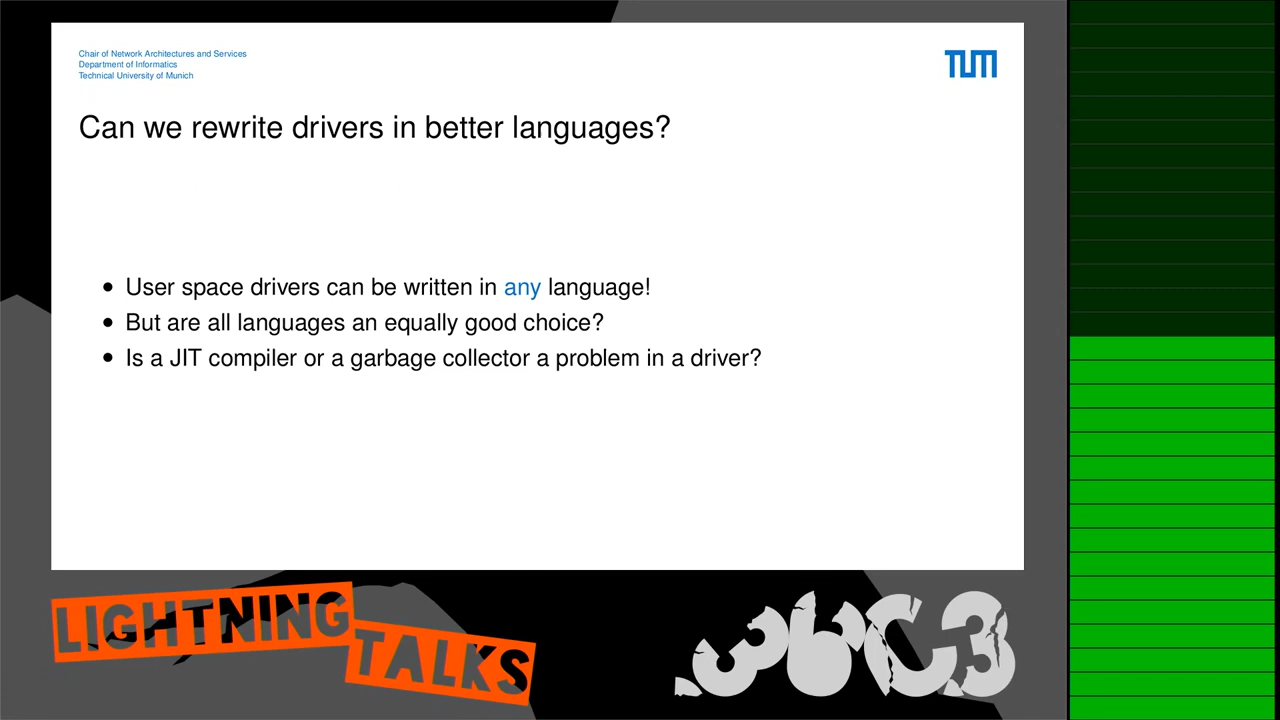 Chair of Network Architectures and Services
Department of Informatics
Technical University of Munich
TUM
Can we rewrite drivers in better languages?
• User space drivers can be written in any language!
• But are all languages an equally good choice?
• Is a JIT compiler or a garbage collector a problem in a driver?
LIGHTNING
TALKS
36C3